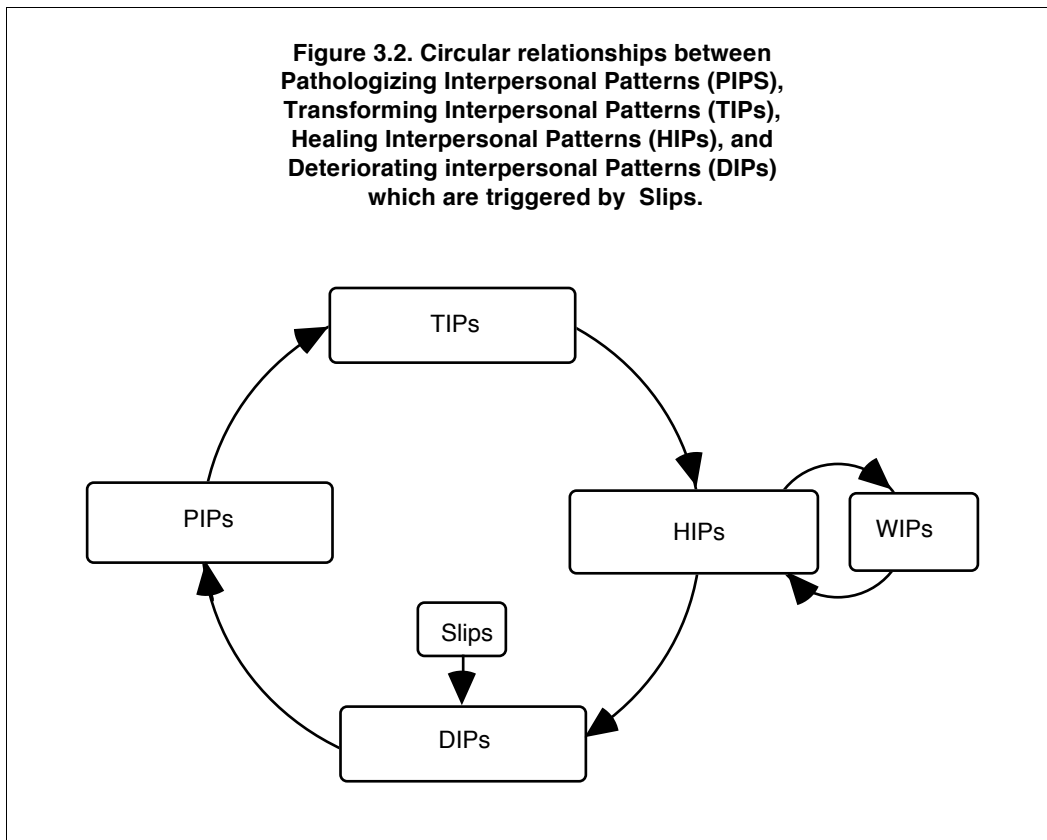 Figure 3.2. Circular relationships between
Pathologizing Interpersonal Patterns (PIPS),
Transforming Interpersonal Patterns (TIPs),
Healing Interpersonal Patterns (HIPs), and
Deteriorating interpersonal Patterns (DIPs)
which are triggered by Slips.
TIPs
PIPs
HIPs
WIPs
Slips
DIPs